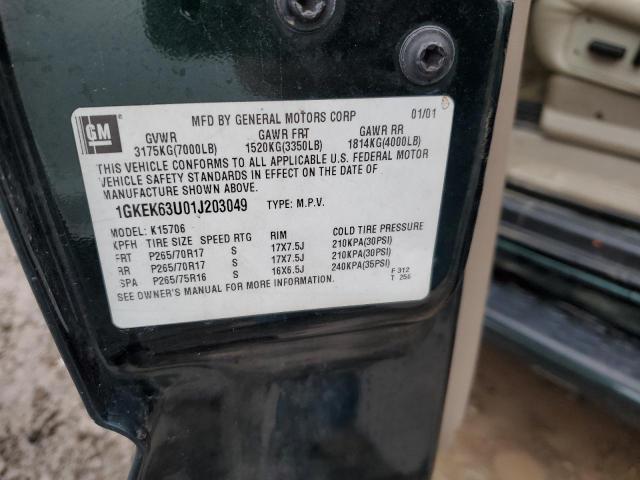 GM
MFD BY GENERAL MOTORS CORP 01/01
GVWR GAWR FRT GAWR RR
3175KG(7000LB) 1520KG(3350LB) 1814KG(4000LB)
THIS VEHICLE CONFORMS TO ALL APPLICABLE U.S. FEDERAL MOTOR
VEHICLE SAFETY STANDARDS IN EFFECT ON THE DATE OF
MANUFACTURE SHOWN ABOVE.
1GKEK63U01J203049 TYPE: M.P.V.
MODEL: K15706
KPFH TIRE SIZE SPEED RTG RIM COLD TIRE PRESSURE
FRT P265/70R17 S 17X7.5J 210KPA(30PSI)
RR P265/70R17 S 17X7.5J 210KPA(30PSI)
SPA P265/75R16 S 16X6.5J 240KPA(35PSI)
F 312
T 256
SEE OWNER'S MANUAL FOR MORE INFORMATION.